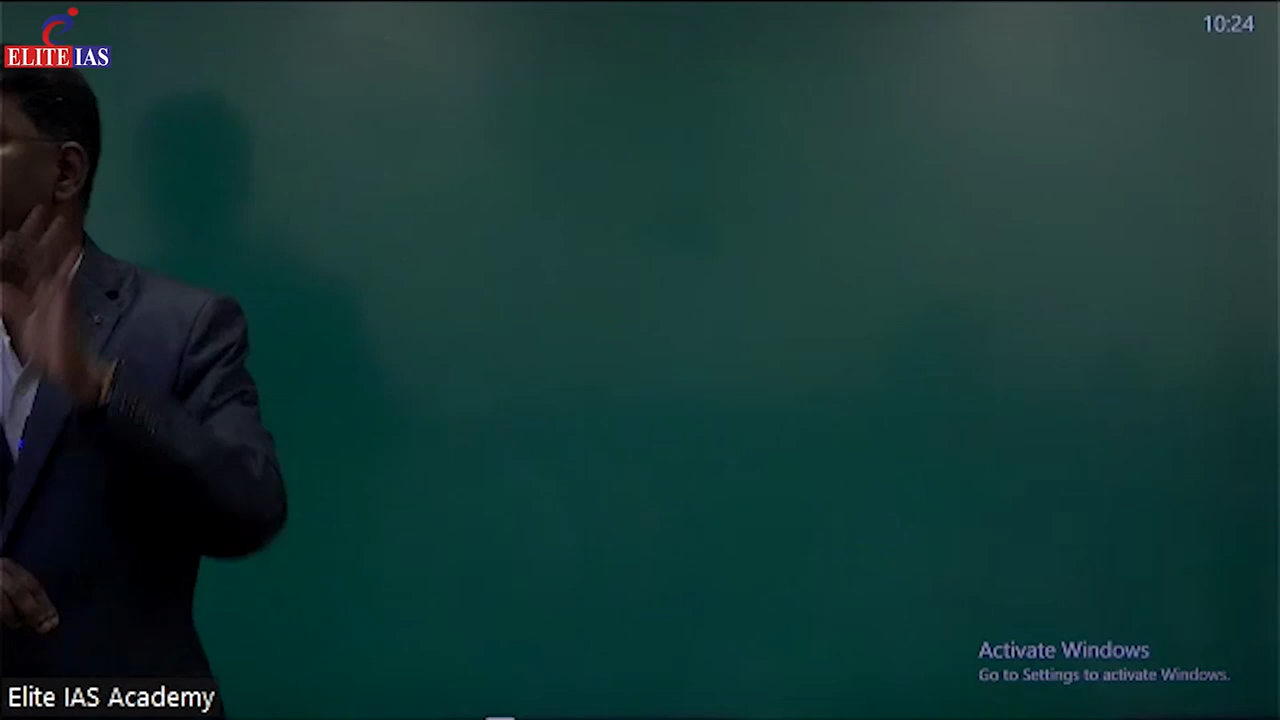 ELITE IAS
10:24
Activate Windows
Go to Settings to activate Windows.
Elite IAS Academy